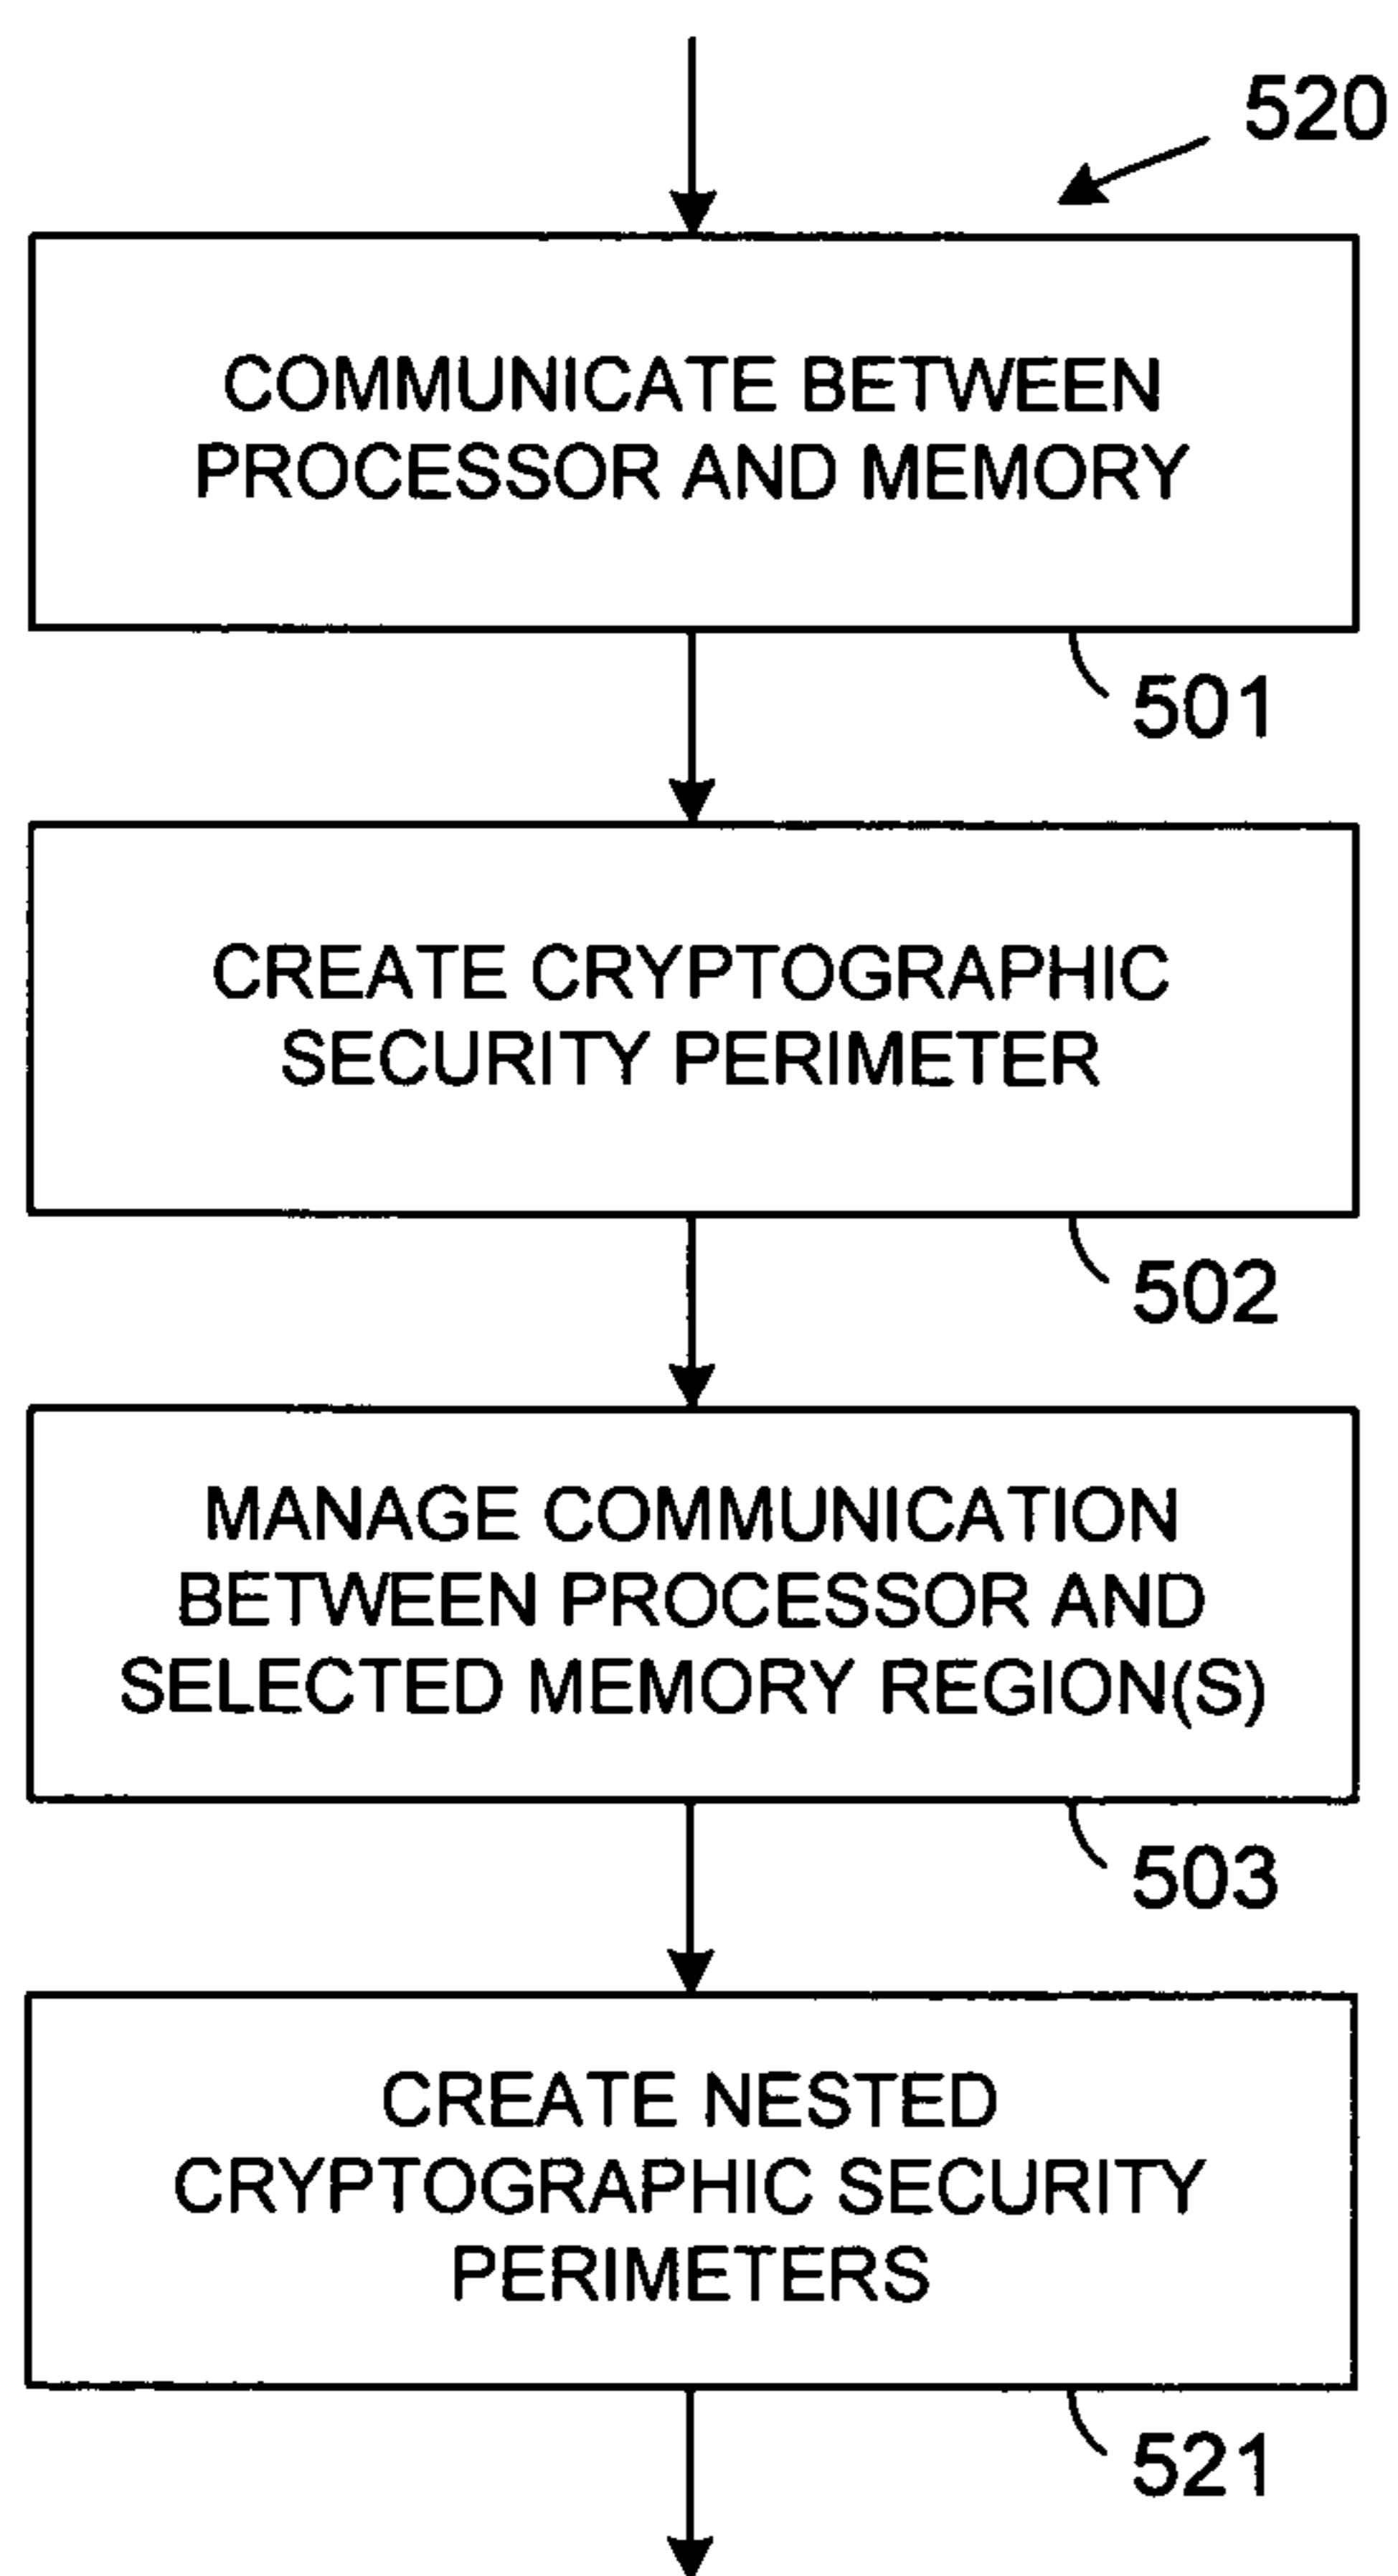 520
COMMUNICATE BETWEEN
PROCESSOR AND MEMORY
501
CREATE CRYPTOGRAPHIC
SECURITY PERIMETER
502
MANAGE COMMUNICATION
BETWEEN PROCESSOR AND
SELECTED MEMORY REGION(S)
503
CREATE NESTED
CRYPTOGRAPHIC SECURITY
PERIMETERS
521